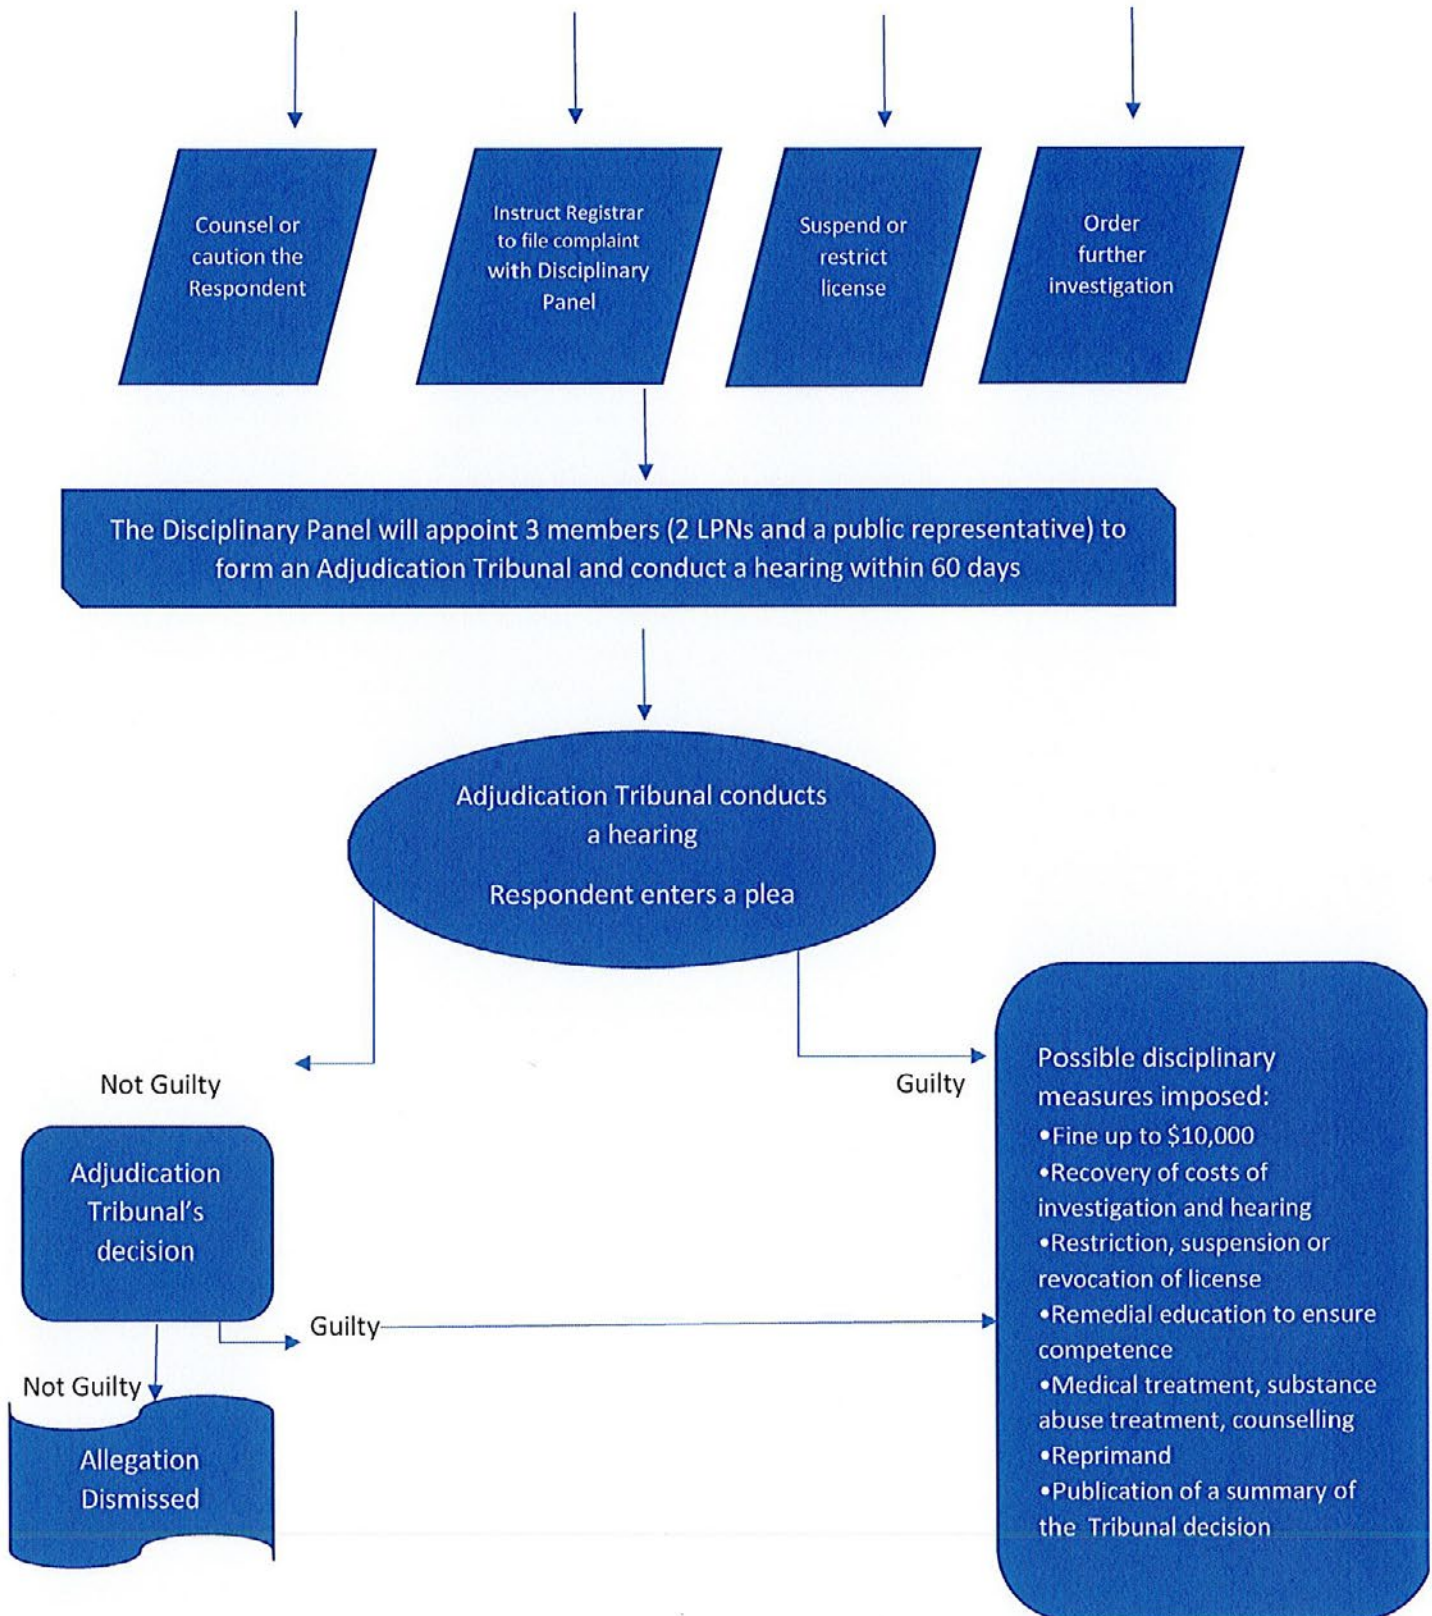 Counsel or
caution the
Respondent
Instruct Registrar
to file complaint
with Disciplinary
Panel
Suspend or
restrict
license
Order
further
investigation
The Disciplinary Panel will appoint 3 members (2 LPNs and a public representative) to
form an Adjudication Tribunal and conduct a hearing within 60 days
Adjudication Tribunal conducts
a hearing
Respondent enters a plea
Not Guilty
Guilty
Adjudication
Tribunal’s
decision
Guilty
Not Guilty
Allegation
Dismissed
Possible disciplinary
measures imposed:
•Fine up to $10,000
•Recovery of costs of
investigation and hearing
•Restriction, suspension or
revocation of license
•Remedial education to ensure
competence
•Medical treatment, substance
abuse treatment, counselling
•Reprimand
•Publication of a summary of
the Tribunal decision